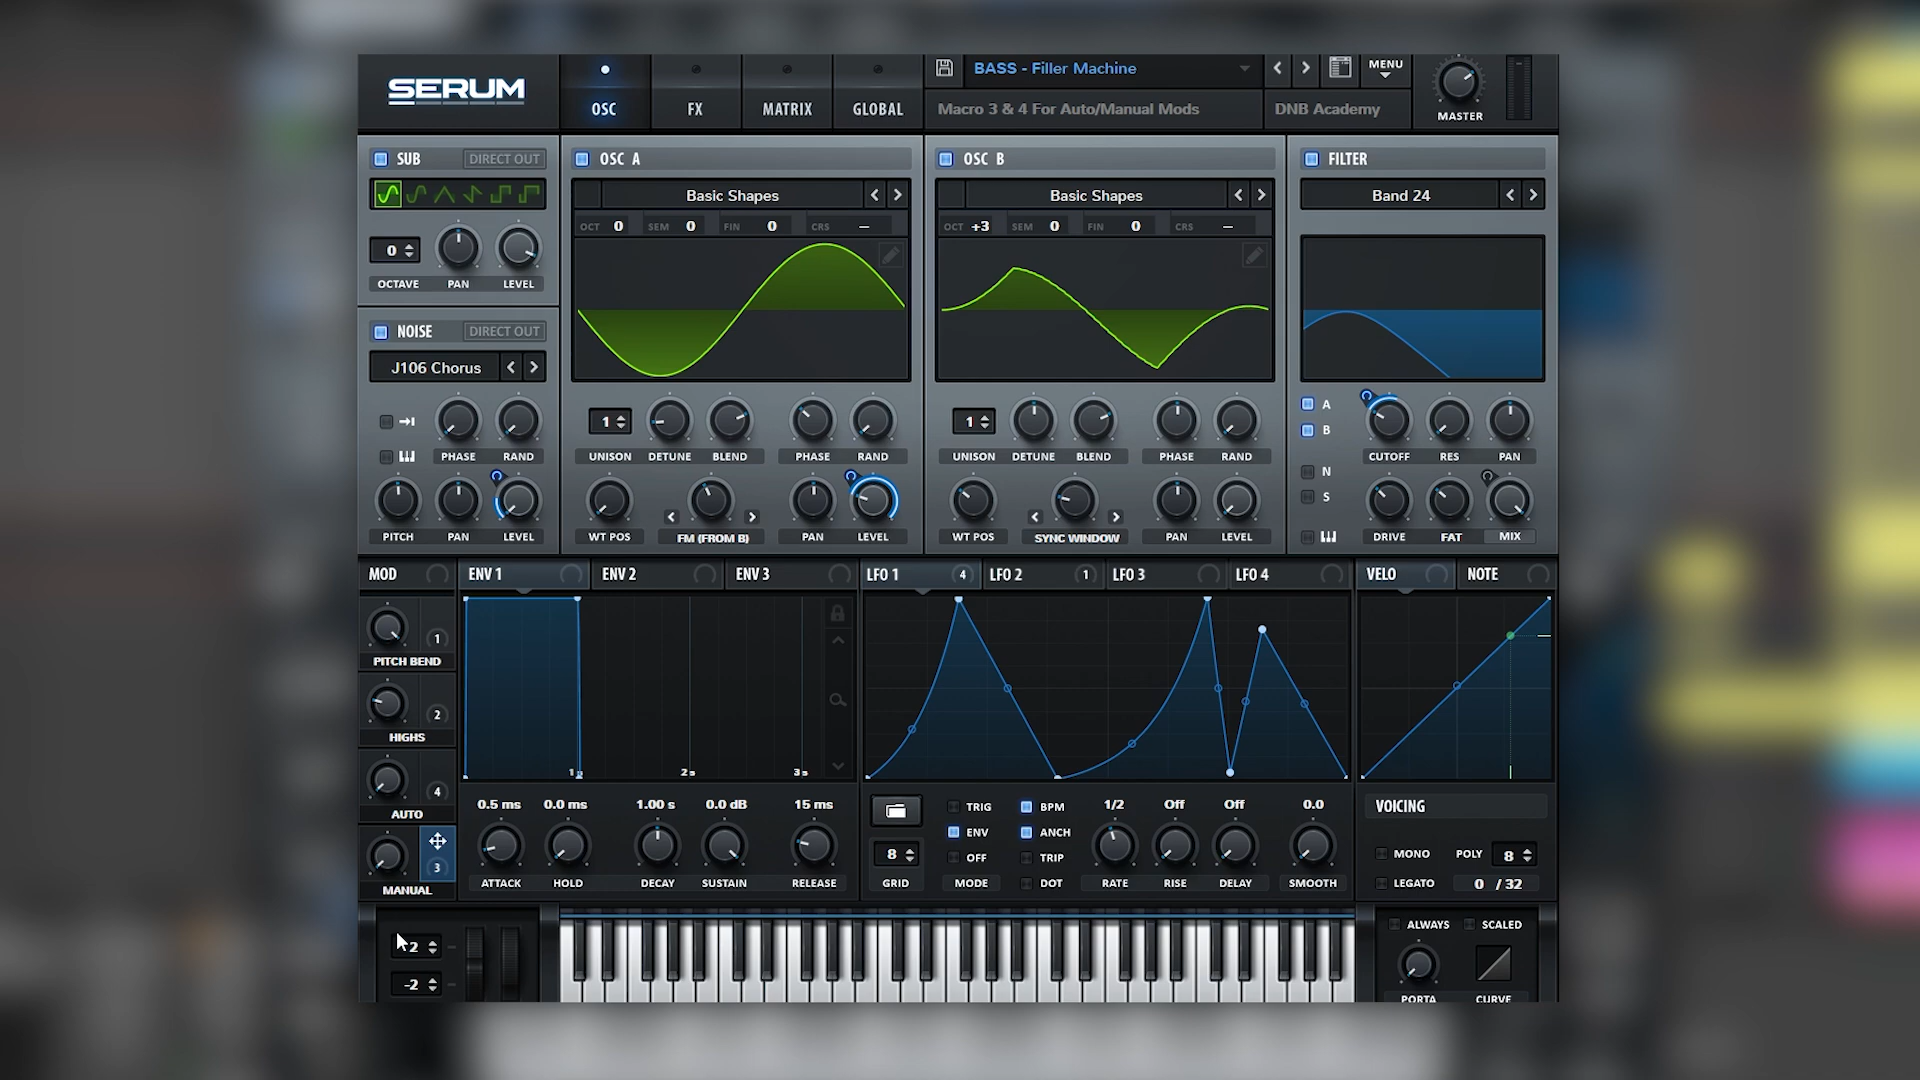 SERUM
OSC
FX
MATRIX
GLOBAL
BASS - Filler Machine
Macro 3 & 4 For Auto/Manual Mods
DNB Academy
MENU
MASTER
SUB DIRECT OUT
0
OCTAVE PAN LEVEL
NOISE DIRECT OUT
J106 Chorus
PHASE RAND
PITCH PAN LEVEL
OSC A
Basic Shapes
OCT 0 SEM 0 FIN 0 CRS –
1
UNISON DETUNE BLEND PHASE RAND
WT POS FM (FROM B) PAN LEVEL
OSC B
Basic Shapes
OCT +3 SEM 0 FIN 0 CRS –
1
UNISON DETUNE BLEND PHASE RAND
WT POS SYNC WINDOW PAN LEVEL
FILTER
Band 24
A
B
N
S
CUTOFF RES PAN
DRIVE FAT MIX
MOD
1
PITCH BEND
2
HIGHS
4
AUTO
3
MANUAL
ENV 1 ENV 2 ENV 3
1s 2s 3s
0.5 ms 0.0 ms 1.00 s 0.0 dB 15 ms
ATTACK HOLD DECAY SUSTAIN RELEASE
LFO 1 4 LFO 2 1 LFO 3 LFO 4
TRIG BPM 1/2 Off Off 0.0
ENV ANCH
8 OFF TRIP
GRID MODE DOT RATE RISE DELAY SMOOTH
VELO NOTE
VOICING
MONO POLY 8
LEGATO 0 / 32
2
-2
ALWAYS SCALED
PORTA CURVE